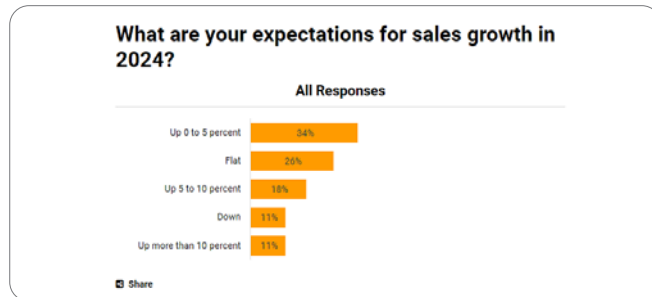 What are your expectations for sales growth in
2024?
All Responses
Up 0 to 5 percent 34%
Flat 26%
Up 5 to 10 percent 18%
Down 11%
Up more than 10 percent 11%
Share